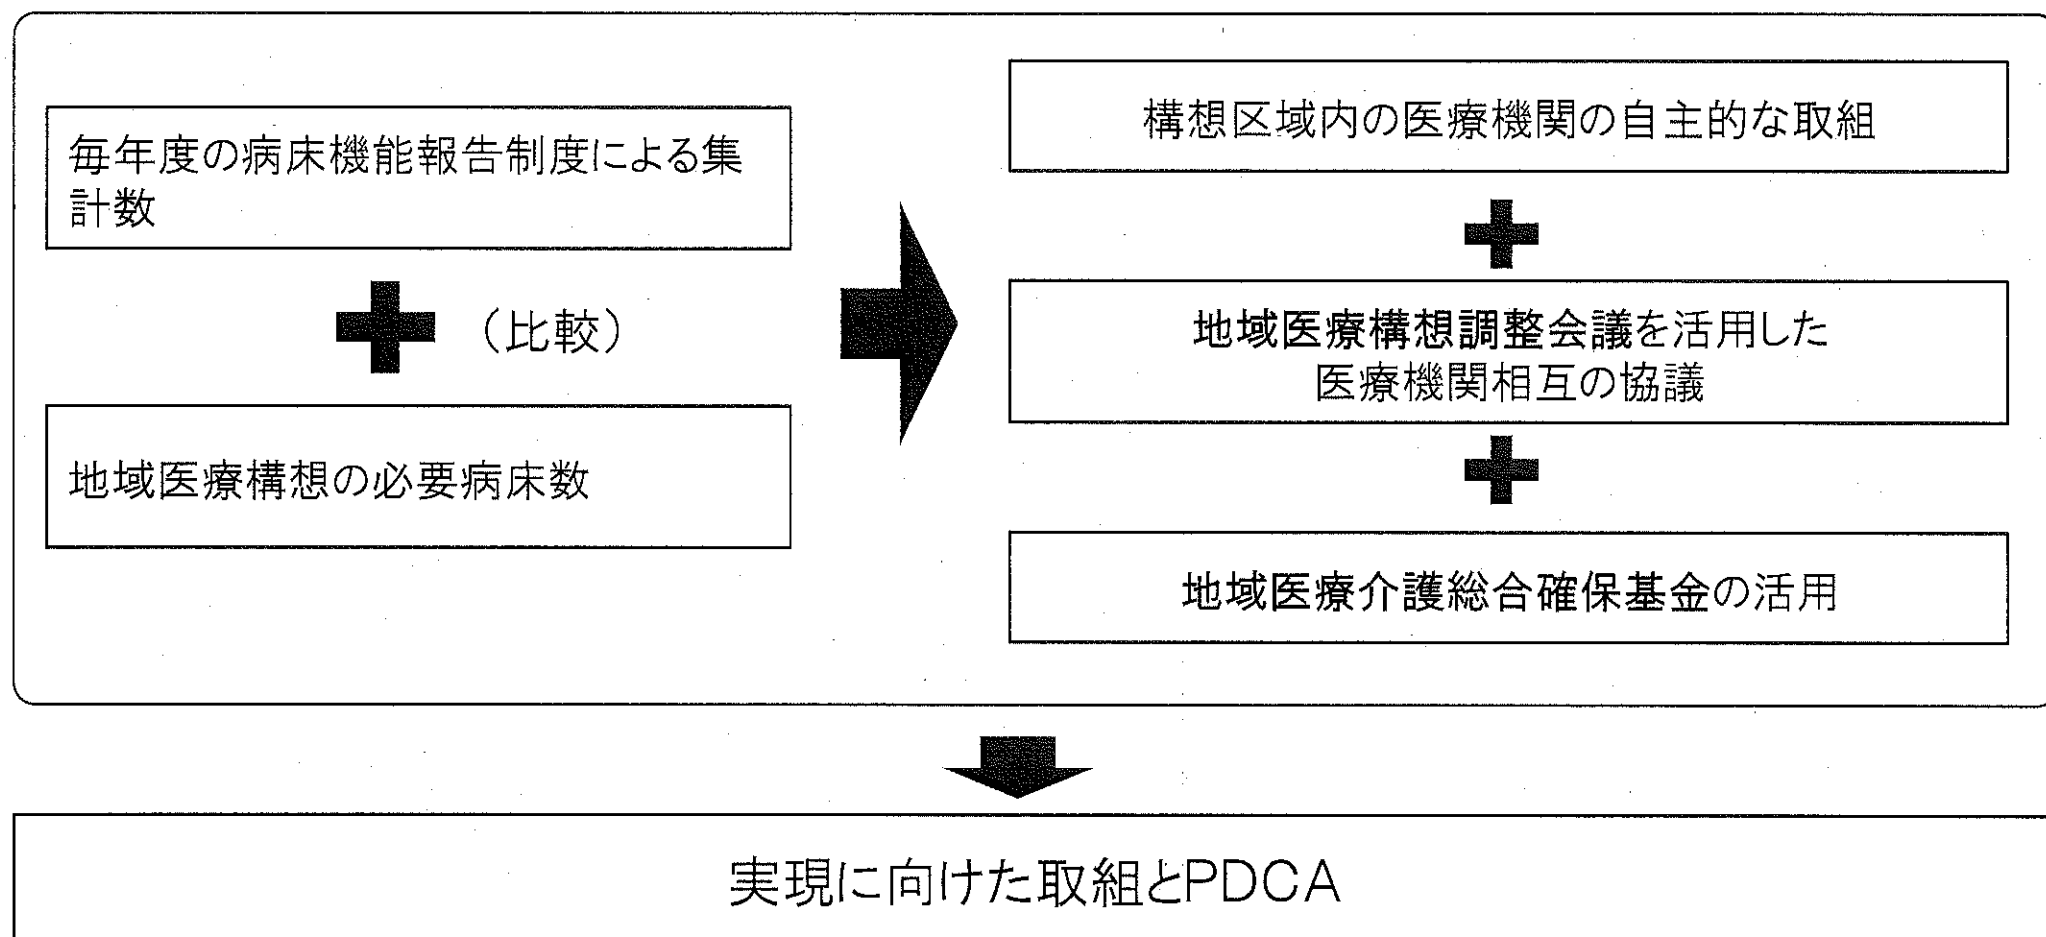 毎年度の病床機能報告制度による集
計数
（比較）
地域医療構想の必要病床数
構想区域内の医療機関の自主的な取組
地域医療構想調整会議を活用した
医療機関相互の協議
地域医療介護総合確保基金の活用
実現に向けた取組とPDCA